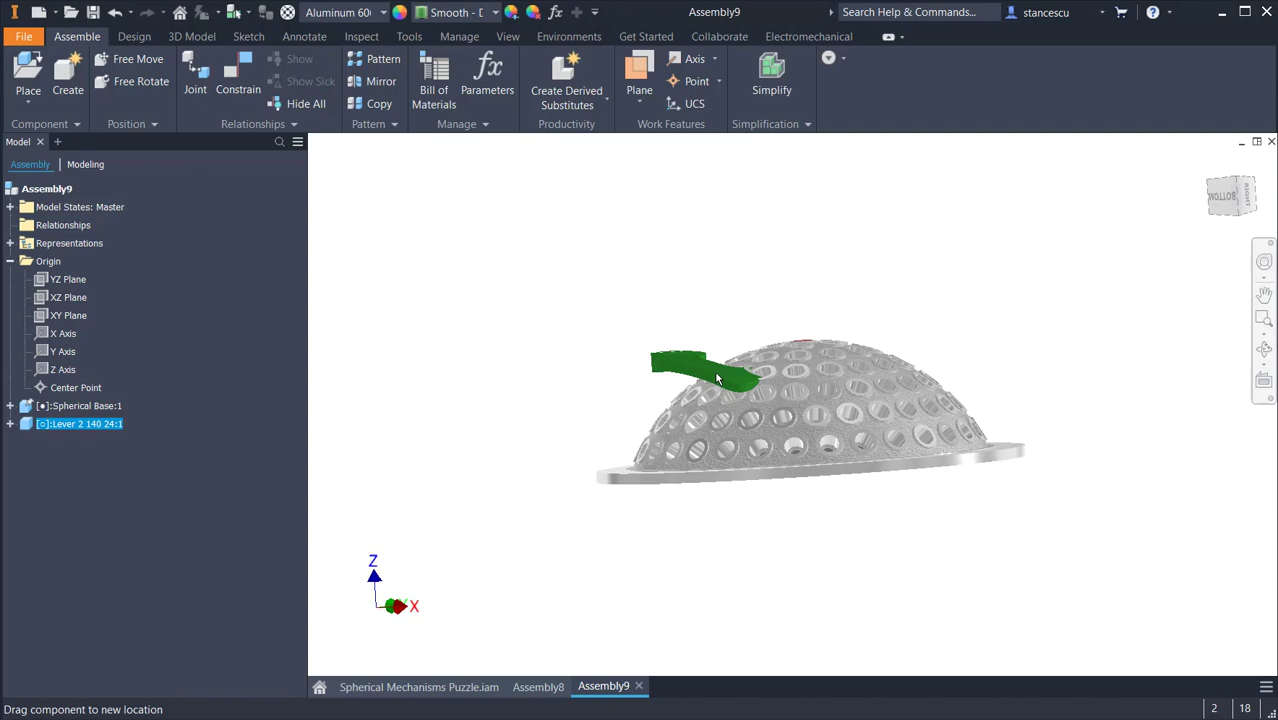 Aluminum 60
Smooth - [
fx
Assembly9
Search Help & Commands...
stancescu
File
Assemble
Design
3D Model
Sketch
Annotate
Inspect
Tools
Manage
View
Environments
Get Started
Collaborate
Electromechanical
Place
Create
Free Move
Free Rotate
Joint
Constrain
Show
Show Sick
Hide All
Pattern
Mirror
Copy
Bill of
Materials
fx
Parameters
Create Derived
Substitutes
Plane
Axis
Point
UCS
Simplify
Component
Position
Relationships
Pattern
Manage
Productivity
Work Features
Simplification
Model
Assembly
Modeling
Assembly9
Model States: Master
Relationships
Representations
Origin
YZ Plane
XZ Plane
XY Plane
X Axis
Y Axis
Z Axis
Center Point
[●]:Spherical Base:1
[○]:Lever 2 140 24:1
BOTTOM
RIGHT
Z
X
Spherical Mechanisms Puzzle.iam
Assembly8
Assembly9
Drag component to new location
2
18